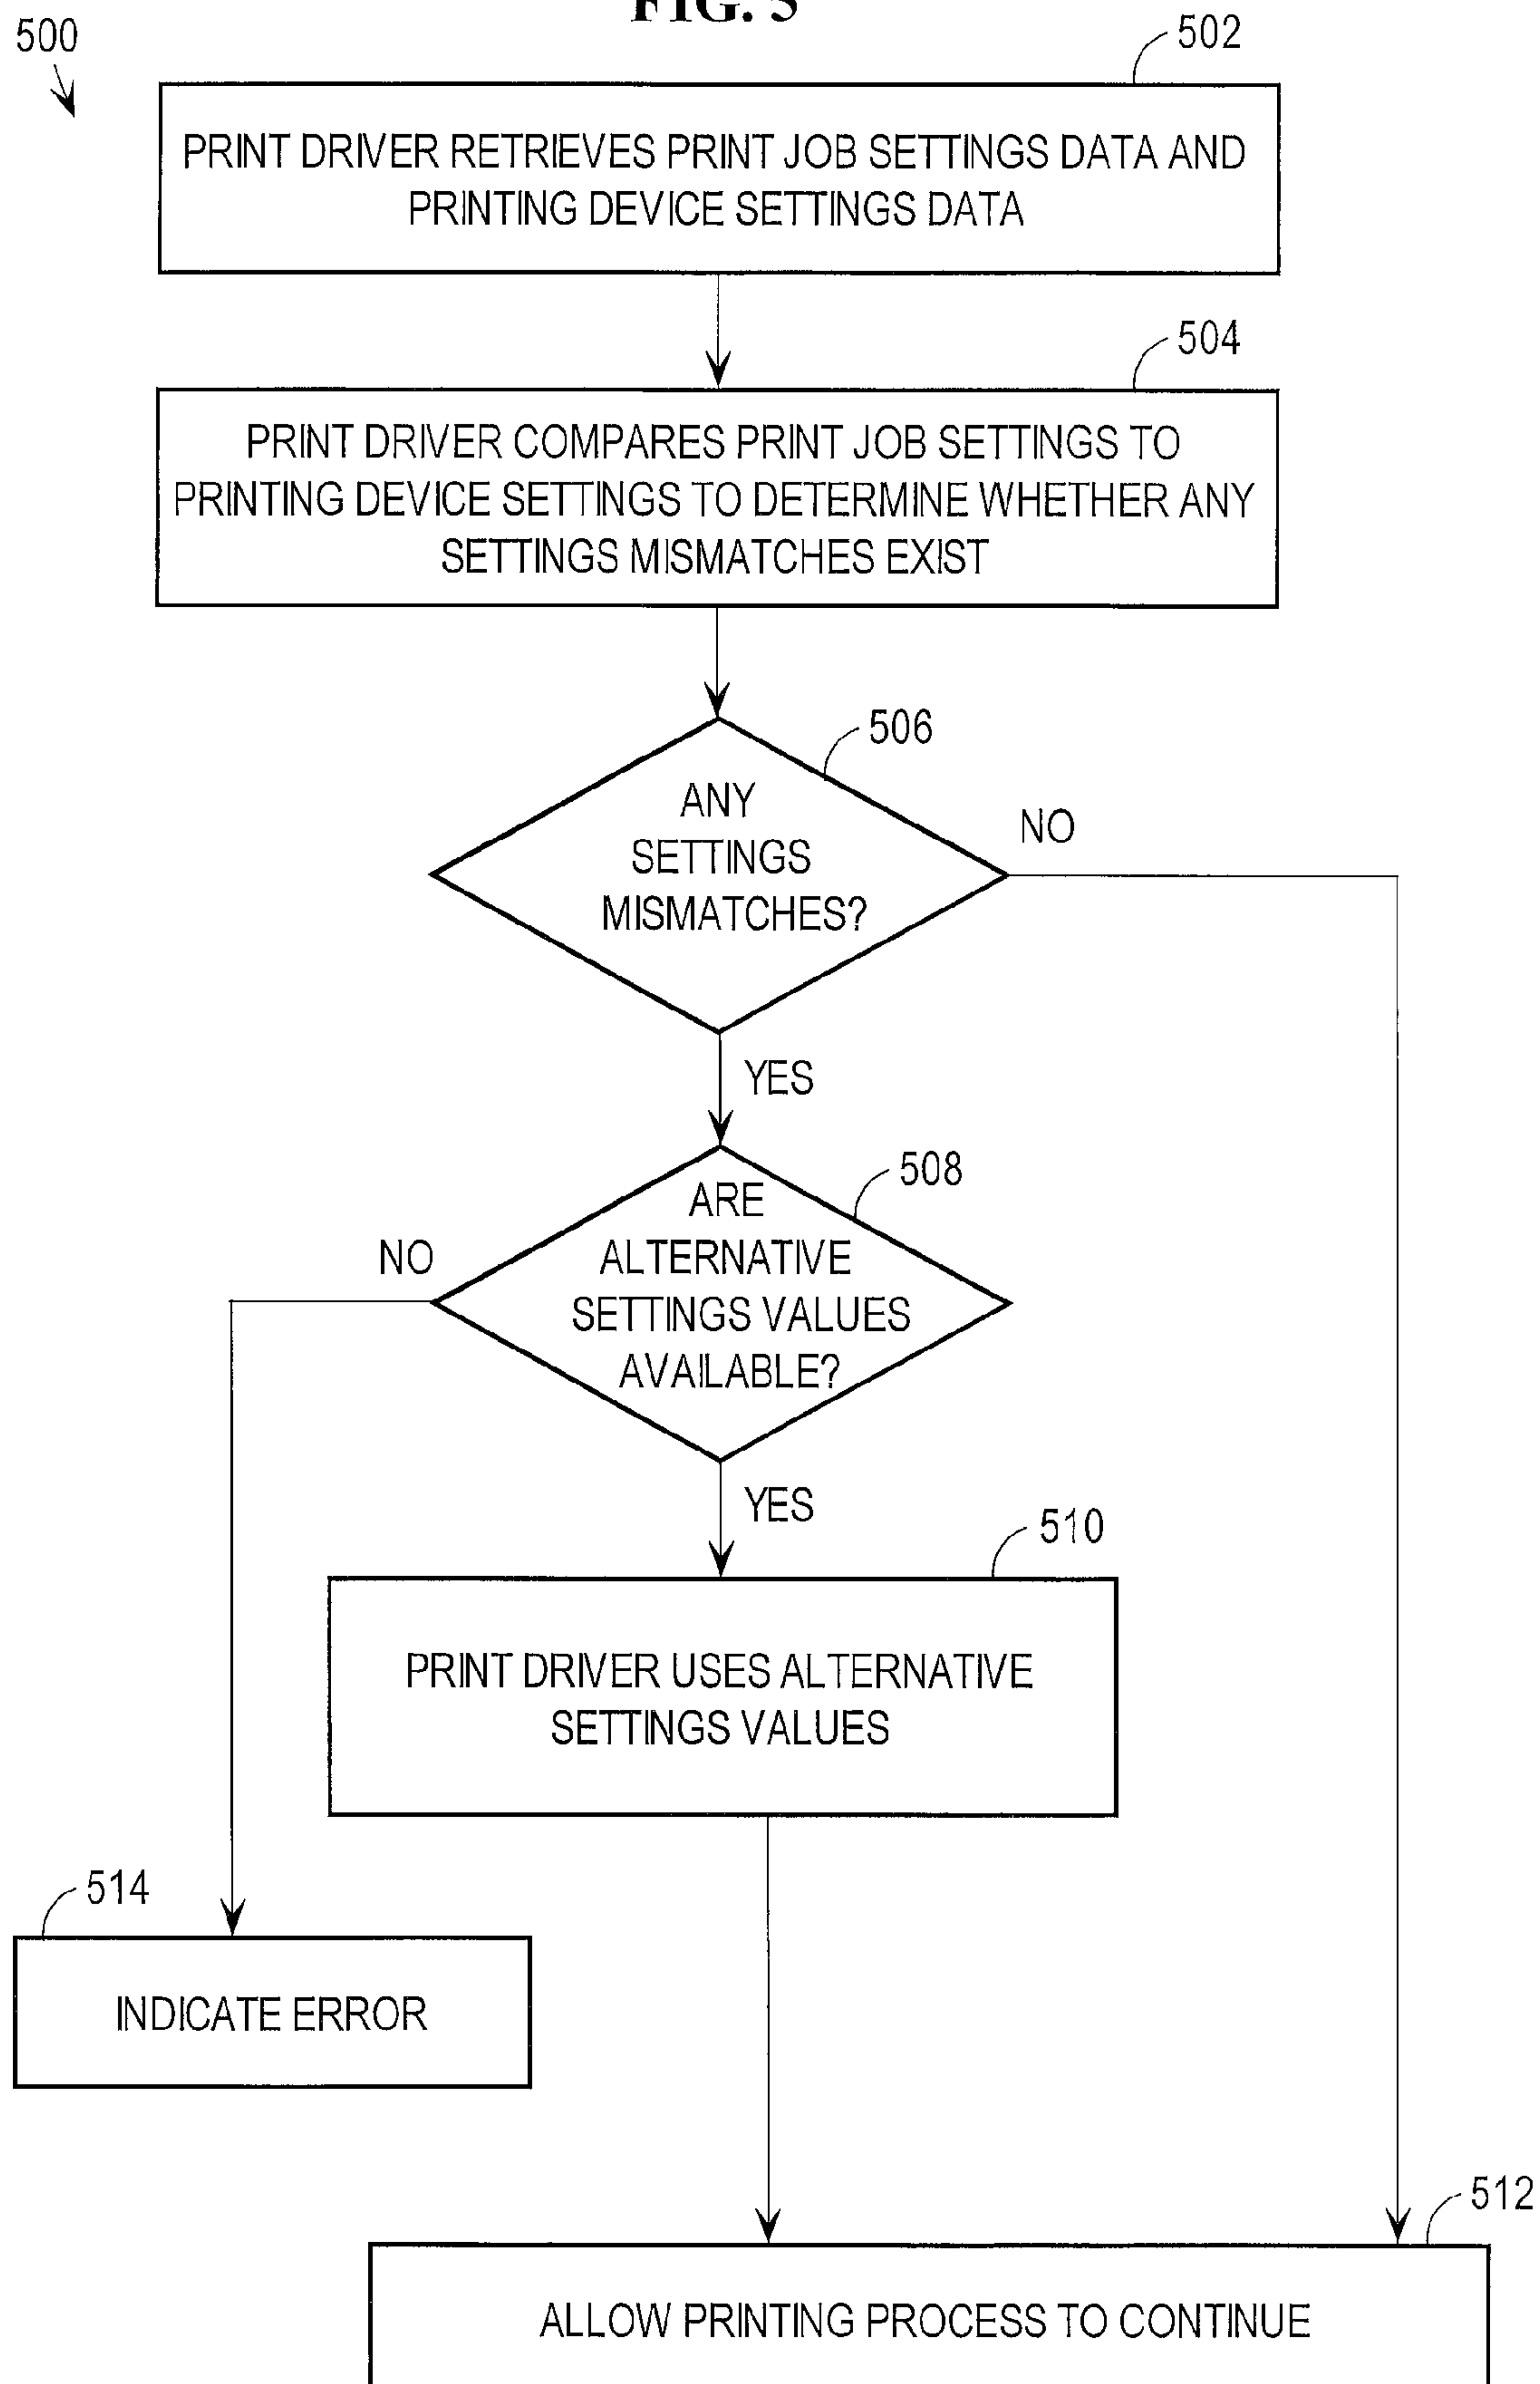 FIG. 5
500
502
PRINT DRIVER RETRIEVES PRINT JOB SETTINGS DATA AND
PRINTING DEVICE SETTINGS DATA
504
PRINT DRIVER COMPARES PRINT JOB SETTINGS TO
PRINTING DEVICE SETTINGS TO DETERMINE WHETHER ANY
SETTINGS MISMATCHES EXIST
506
ANY
SETTINGS
MISMATCHES?
NO
YES
508
ARE
ALTERNATIVE
SETTINGS VALUES
AVAILABLE?
NO
YES
510
PRINT DRIVER USES ALTERNATIVE
SETTINGS VALUES
514
INDICATE ERROR
512
ALLOW PRINTING PROCESS TO CONTINUE